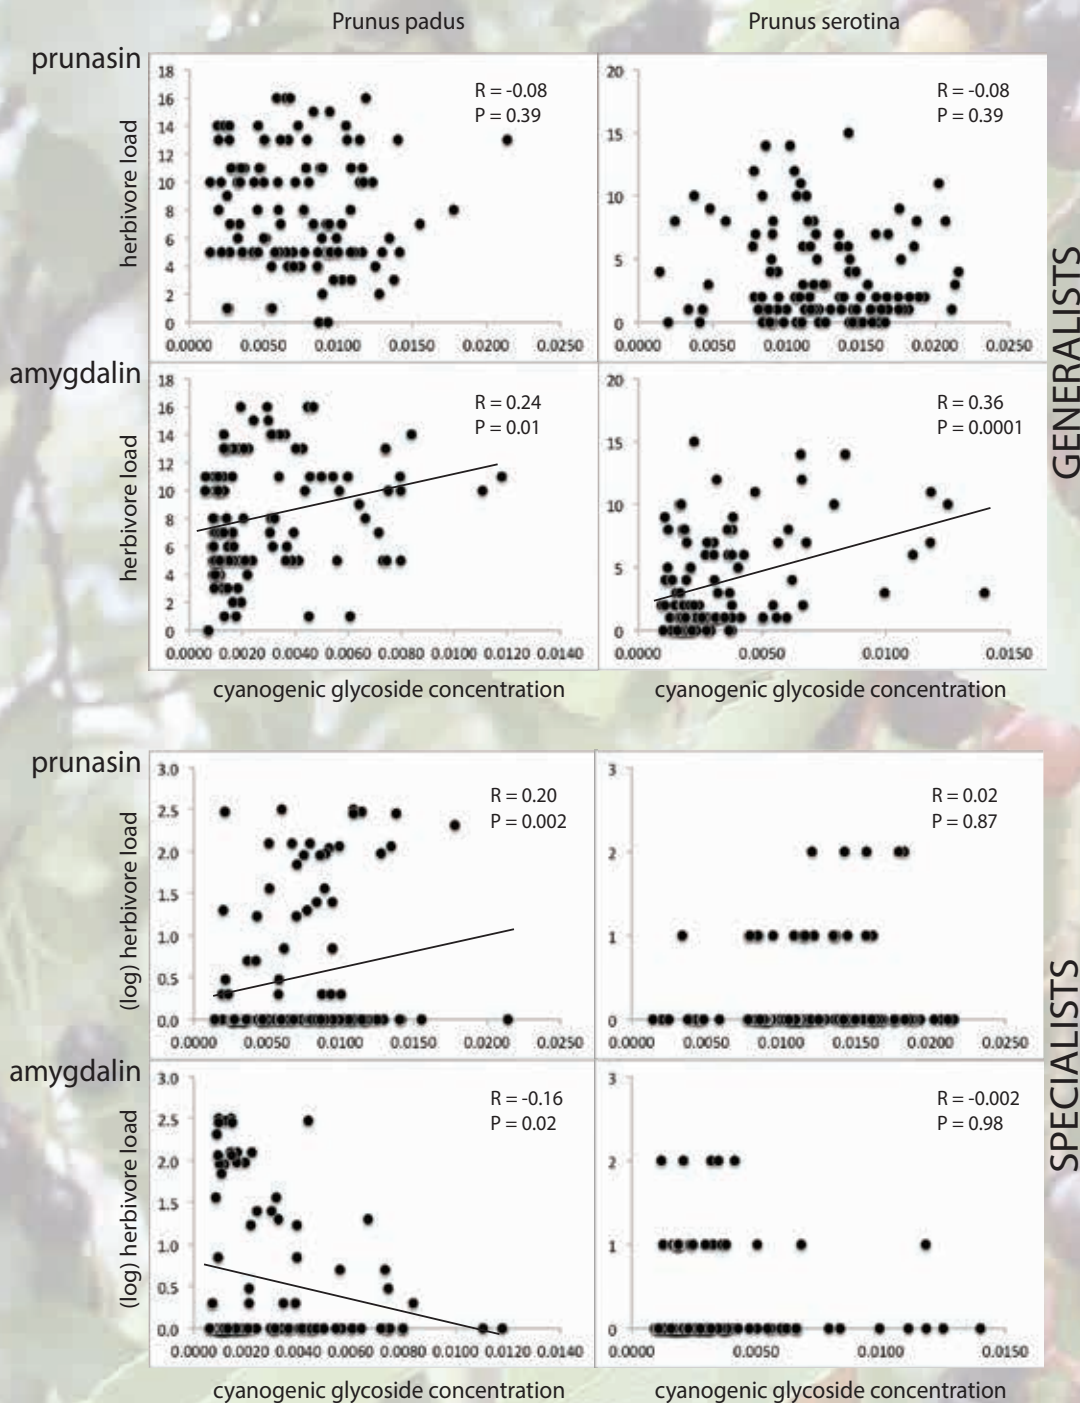 Prunus padus
Prunus serotina
prunasin
herbivore load
18
16
14
12
10
8
6
4
2
0
R = -0.08
P = 0.39
0.0000 0.0050 0.0100 0.0150 0.0200 0.0250
20
15
10
5
0
R = -0.08
P = 0.39
0.0000 0.0050 0.0100 0.0150 0.0200 0.0250
amygdalin
herbivore load
18
16
14
12
10
8
6
4
2
0
R = 0.24
P = 0.01
0.0000 0.0020 0.0040 0.0060 0.0080 0.0100 0.0120 0.0140
20
15
10
5
0
R = 0.36
P = 0.0001
0.0000 0.0050 0.0100 0.0150
GENERALISTS
cyanogenic glycoside concentration
cyanogenic glycoside concentration
prunasin
(log) herbivore load
3.0
2.5
2.0
1.5
1.0
0.5
0.0
R = 0.20
P = 0.002
0.0000 0.0050 0.0100 0.0150 0.0200 0.0250
3
2
1
0
R = 0.02
P = 0.87
0.0000 0.0050 0.0100 0.0150 0.0200 0.0250
amygdalin
(log) herbivore load
3.0
2.5
2.0
1.5
1.0
0.5
0.0
R = -0.16
P = 0.02
0.0000 0.0020 0.0040 0.0060 0.0080 0.0100 0.0120 0.0140
3
2
1
0
R = -0.002
P = 0.98
0.0000 0.0050 0.0100 0.0150
SPECIALISTS
cyanogenic glycoside concentration
cyanogenic glycoside concentration